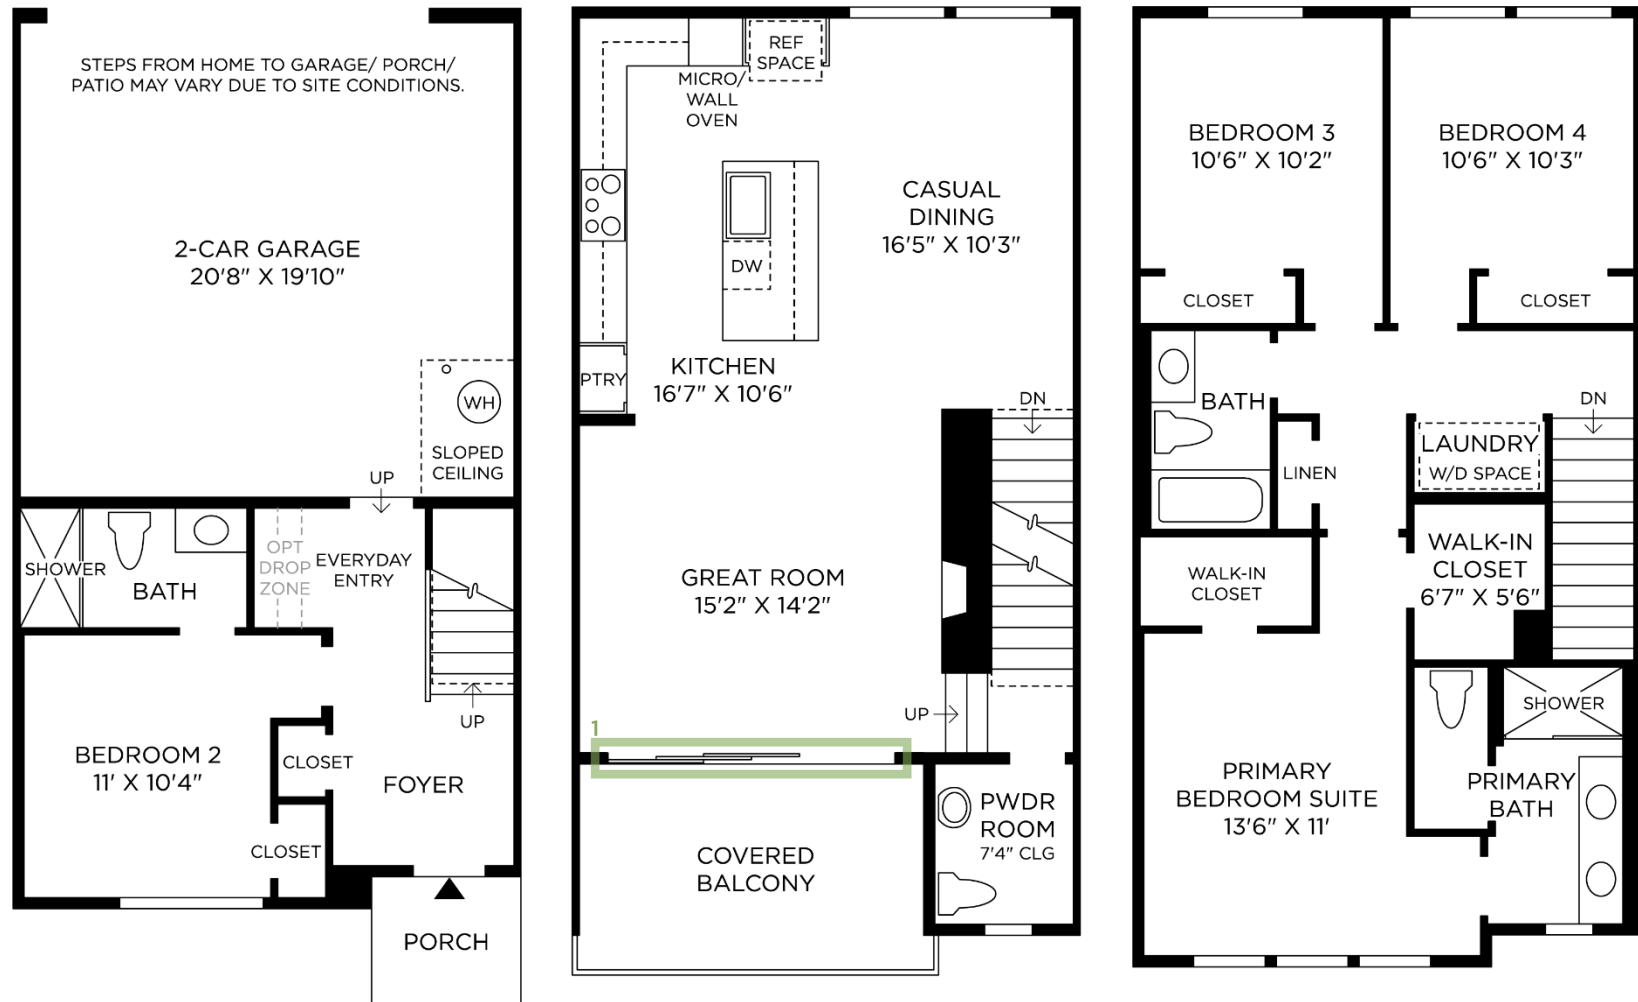 STEPS FROM HOME TO GARAGE/ PORCH/
PATIO MAY VARY DUE TO SITE CONDITIONS.
2-CAR GARAGE
20'8" X 19'10"
WH
SLOPED
CEILING
UP
SHOWER
BATH
OPT
DROP
ZONE
EVERYDAY
ENTRY
UP
BEDROOM 2
11' X 10'4"
CLOSET
FOYER
CLOSET
PORCH
REF
SPACE
MICRO/
WALL
OVEN
CASUAL
DINING
16'5" X 10'3"
DW
PTRY
KITCHEN
16'7" X 10'6"
DN
GREAT ROOM
15'2" X 14'2"
UP
1
PWDR
ROOM
7'4" CLG
COVERED
BALCONY
BEDROOM 3
10'6" X 10'2"
BEDROOM 4
10'6" X 10'3"
CLOSET
CLOSET
BATH
DN
LINEN
LAUNDRY
W/D SPACE
WALK-IN
CLOSET
WALK-IN
CLOSET
6'7" X 5'6"
SHOWER
PRIMARY
BEDROOM SUITE
13'6" X 11'
PRIMARY
BATH